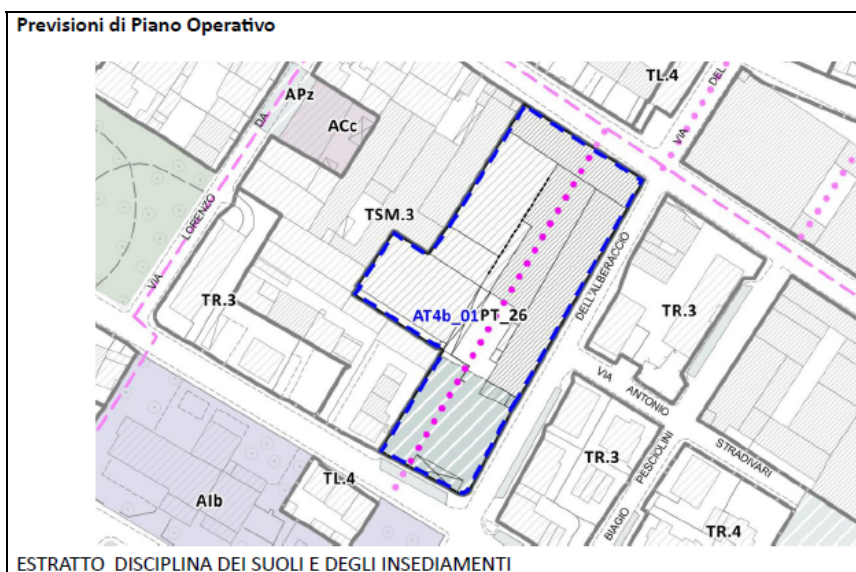 Previsioni di Piano Operativo
TL.4
VIA DEL
APz
ACc
VIA LORENZO DA
TSM.3
TR.3
AT4b_01PT_26
DELL'ALBERACCIO
TR.3
VIA ANTONIO STRADIVARI
TR.3
BIAGIO PESCIOLINI
TL.4
AIb
TR.4
ESTRATTO DISCIPLINA DEI SUOLI E DEGLI INSEDIAMENTI